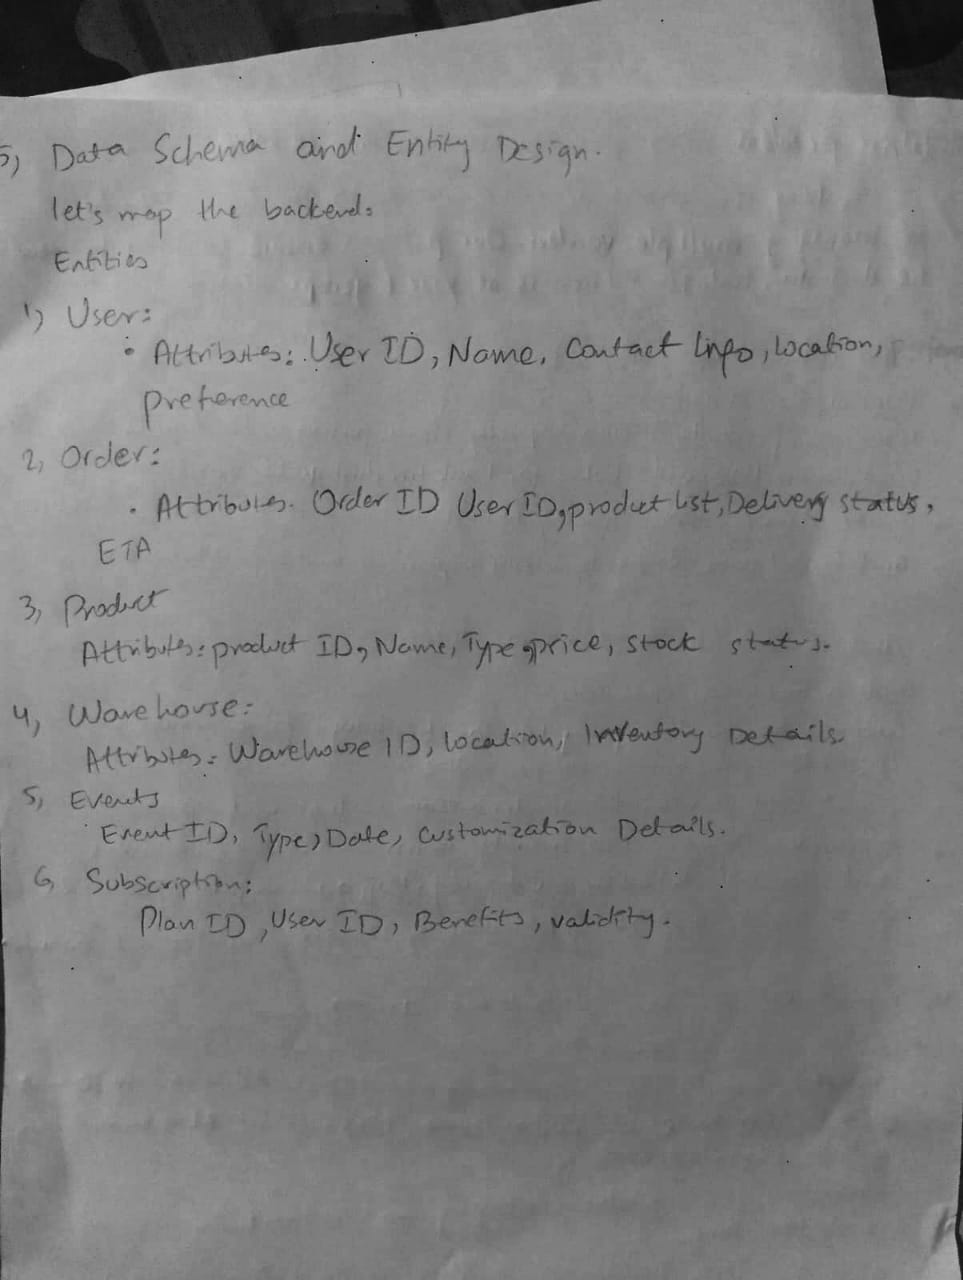 5) Data Schema and Entity Design.
let's map the backend.
Entities
1) User:
• Attributes: User ID, Name, Contact Info, location,
preference
2, Order:
• Attributes. Order ID User ID, product list, Delivery status,
ETA
3, Product
Attributes: product ID, Name, Type, price, stock status.
4, Warehouse:
Attributes: Warehouse ID, location, Inventory Details
5, Events
Event ID, Type, Date, Customization Details.
6, Subscription:
Plan ID, User ID, Benefits, validity.